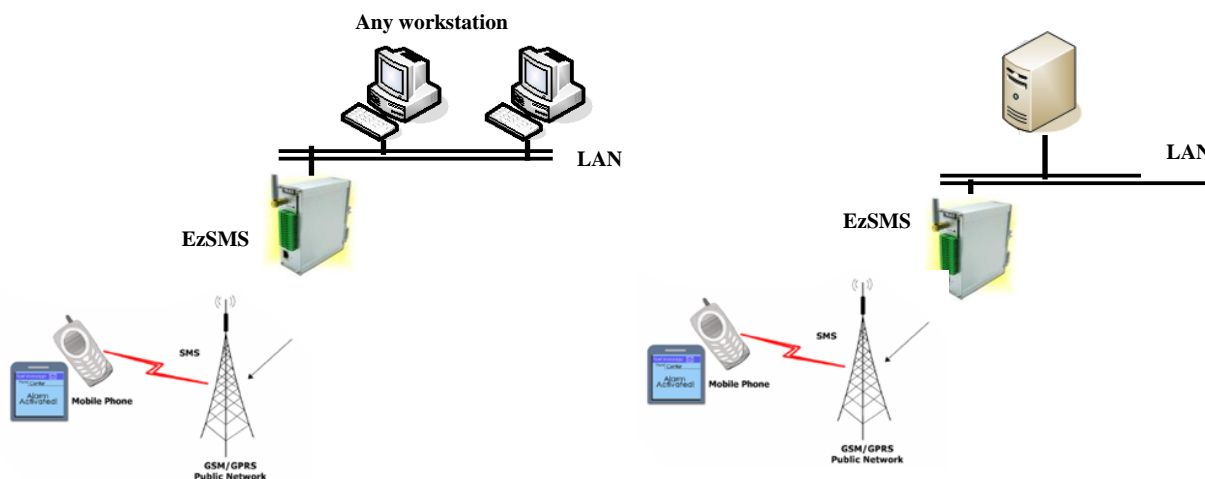 Any workstation
LAN
EzSMS
SMS
Mobile Phone
Alarm
Activated!
GSM/GPRS
Public Network
LAN
EzSMS
SMS
Mobile Phone
Alarm
Activated!
GSM/GPRS
Public Network